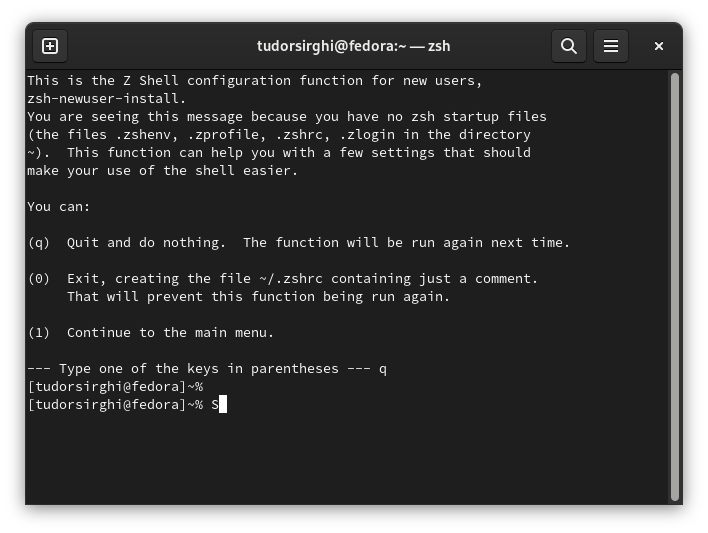 tudorsirghi@fedora:~ — zsh
This is the Z Shell configuration function for new users,
zsh-newuser-install.
You are seeing this message because you have no zsh startup files
(the files .zshenv, .zprofile, .zshrc, .zlogin in the directory
~).  This function can help you with a few settings that should
make your use of the shell easier.
You can:
(q)  Quit and do nothing.  The function will be run again next time.
(0)  Exit, creating the file ~/.zshrc containing just a comment.
     That will prevent this function being run again.
(1)  Continue to the main menu.
--- Type one of the keys in parentheses --- q
[tudorsirghi@fedora]~%
[tudorsirghi@fedora]~% S